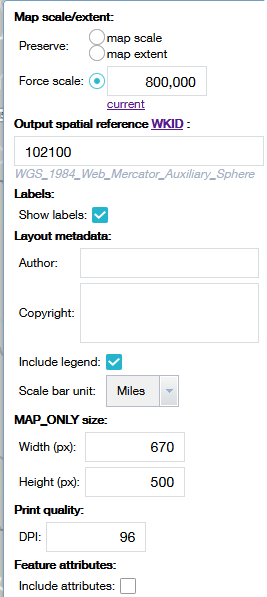 Map scale/extent:
Preserve: map scale
map extent
Force scale: 800,000
current
Output spatial reference WKID :
102100
WGS_1984_Web_Mercator_Auxiliary_Sphere
Labels:
Show labels:
Layout metadata:
Author:
Copyright:
Include legend:
Scale bar unit: Miles
MAP_ONLY size:
Width (px): 670
Height (px): 500
Print quality:
DPI: 96
Feature attributes:
Include attributes: